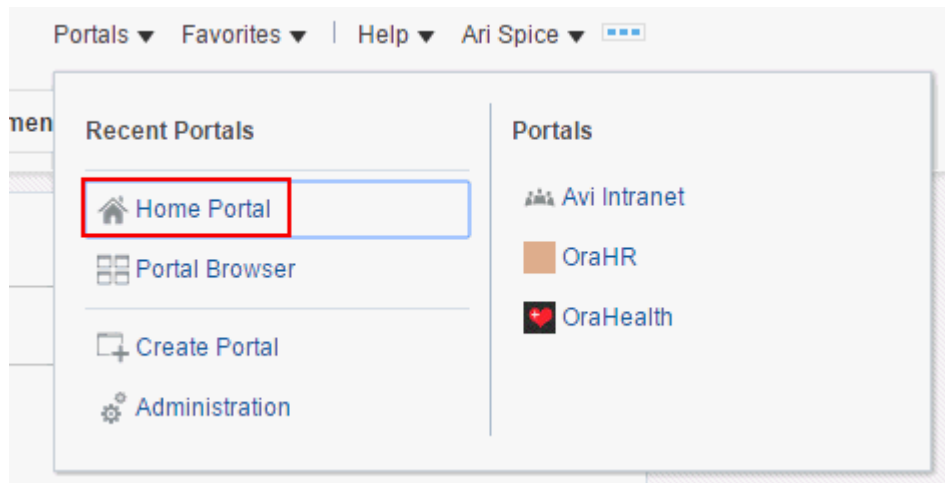 Portals Favorites Help Ari Spice
men
Recent Portals
Home Portal
Portal Browser
Create Portal
Administration
Portals
Avi Intranet
OraHR
OraHealth